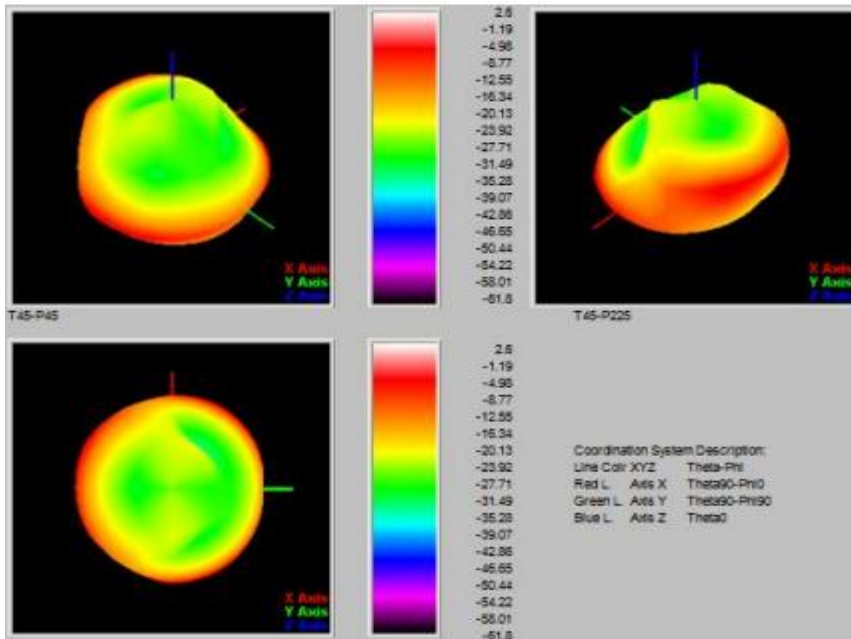 2.6
-1.19
-4.98
-8.77
-12.55
-16.34
-20.13
-23.92
-27.71
-31.49
-35.28
-39.07
-42.86
-46.65
-50.44
-54.22
-58.01
-61.8
X Axis
Y Axis
Z Axis
X Axis
Y Axis
Z Axis
T45-P45
T45-P225
2.6
-1.19
-4.98
-8.77
-12.55
-16.34
-20.13
-23.92
-27.71
-31.49
-35.28
-39.07
-42.86
-46.65
-50.44
-54.22
-58.01
-61.8
Coordination System Description:
Line Colr XYZ Theta-Phi
Red L. Axis X Theta90-Phi0
Green L. Axis Y Theta90-Phi90
Blue L. Axis Z Theta0
X Axis
Y Axis
Z Axis